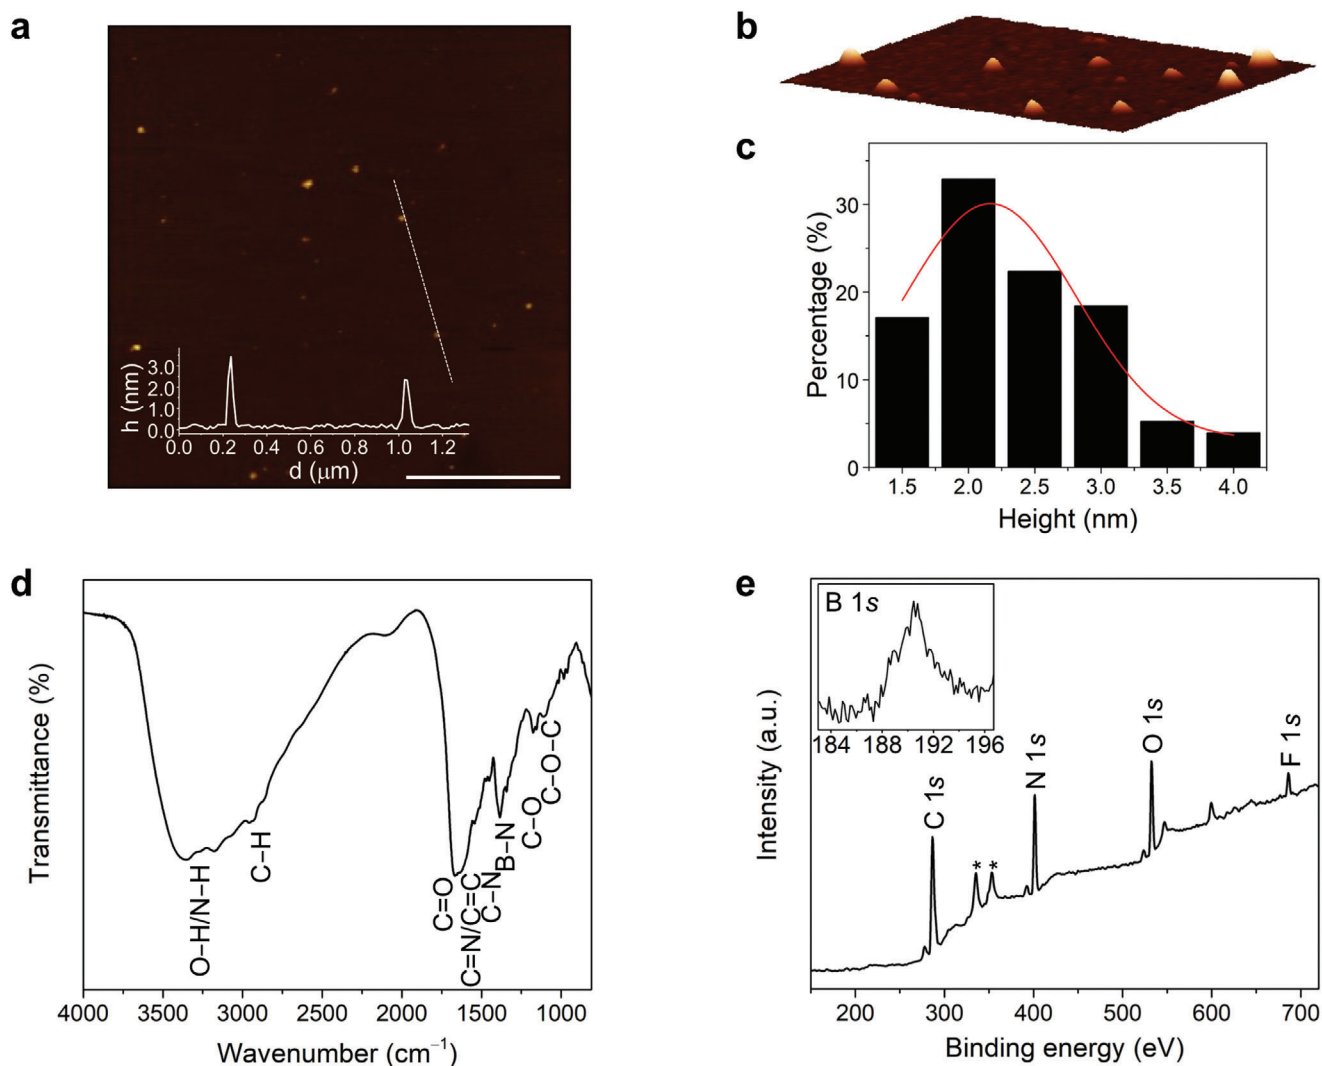 a
h (nm)
3.0
2.0
1.0
0.0
0.0 0.2 0.4 0.6 0.8 1.0 1.2
d (μm)
b
c
Percentage (%)
30
20
10
0
1.5 2.0 2.5 3.0 3.5 4.0
Height (nm)
d
Transmittance (%)
O–H/N–H
C–H
C=O
C=N/C=C
C–N
B–N
C–O
C–O–C
4000 3500 3000 2500 2000 1500 1000
Wavenumber (cm⁻¹)
e
Intensity (a.u.)
B 1s
184 188 192 196
C 1s
* *
N 1s
O 1s
F 1s
200 300 400 500 600 700
Binding energy (eV)